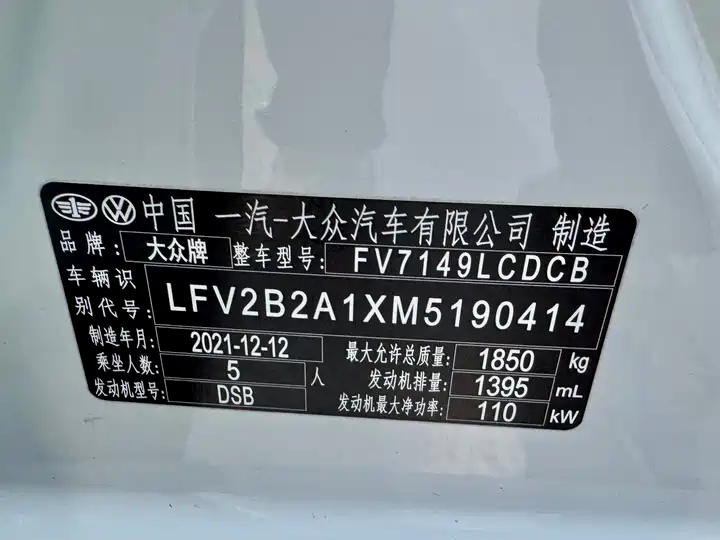 中国 一汽-大众汽车有限公司 制造
品牌: 大众牌 整车型号: FV7149LCDCB
车辆识
别代号: LFV2B2A1XM5190414
制造年月: 2021-12-12 最大允许总质量: 1850 kg
乘坐人数: 5 人 发动机排量: 1395 mL
发动机型号: DSB 发动机最大净功率: 110 kW